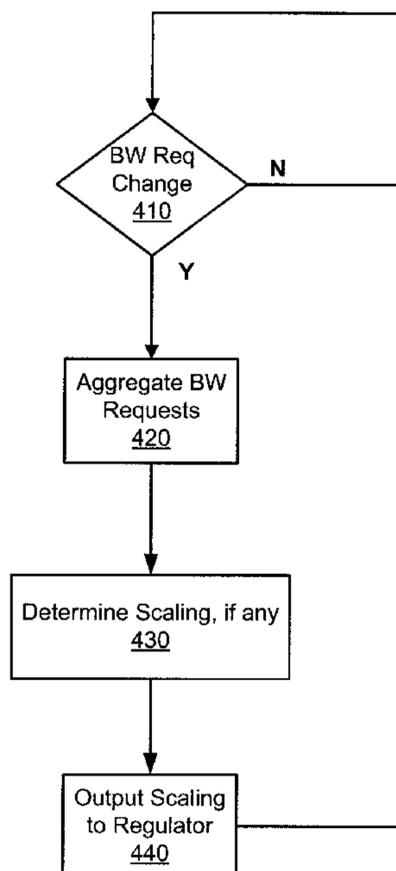 BW Req
Change
410
N
Y
Aggregate BW
Requests
420
Determine Scaling, if any
430
Output Scaling
to Regulator
440